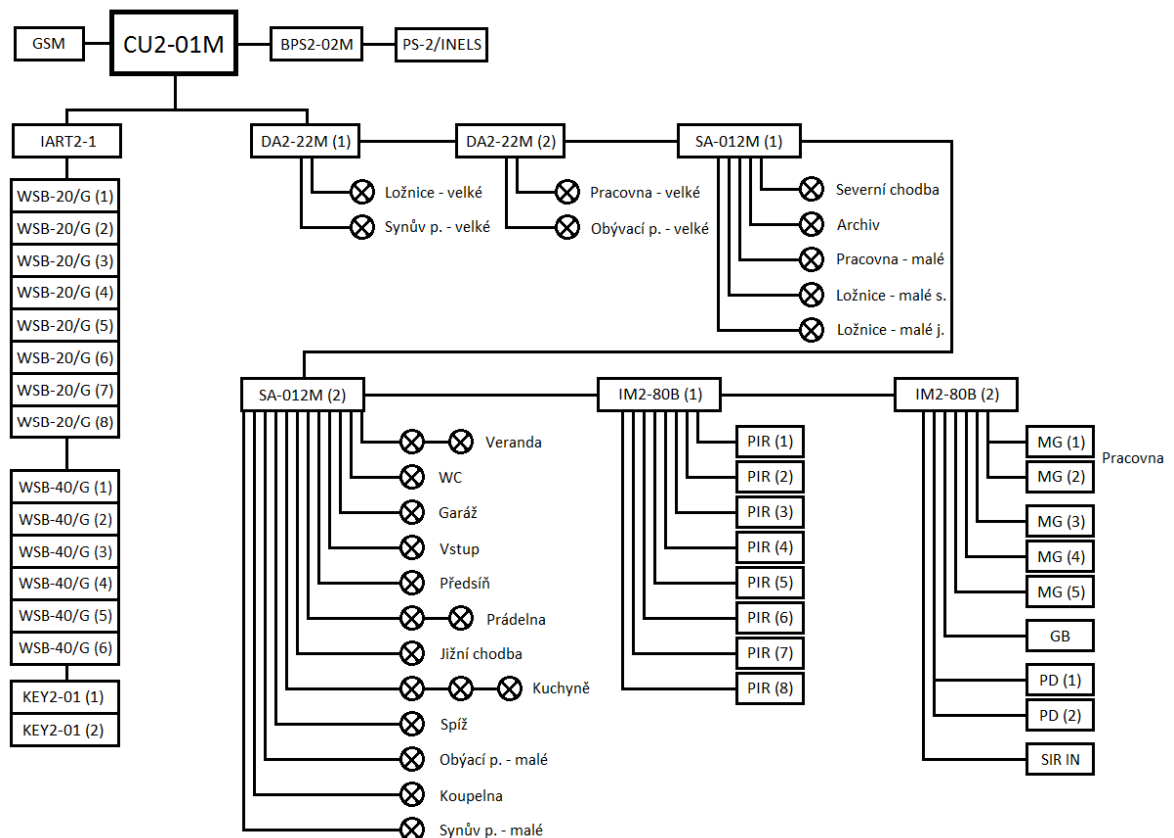 GSM
CU2-01M
BPS2-02M
PS-2/INELS
IART2-1
DA2-22M (1)
DA2-22M (2)
SA-012M (1)
WSB-20/G (1)
WSB-20/G (2)
WSB-20/G (3)
WSB-20/G (4)
WSB-20/G (5)
WSB-20/G (6)
WSB-20/G (7)
WSB-20/G (8)
WSB-40/G (1)
WSB-40/G (2)
WSB-40/G (3)
WSB-40/G (4)
WSB-40/G (5)
WSB-40/G (6)
KEY2-01 (1)
KEY2-01 (2)
Ložnice - velké
Synův p. - velké
Pracovna - velké
Obývací p. - velké
Severní chodba
Archiv
Pracovna - malé
Ložnice - malé s.
Ložnice - malé j.
SA-012M (2)
IM2-80B (1)
IM2-80B (2)
Veranda
WC
Garáž
Vstup
Předsíň
Prádelna
Jižní chodba
Kuchyně
Spíž
Obýací p. - malé
Koupelna
Synův p. - malé
PIR (1)
PIR (2)
PIR (3)
PIR (4)
PIR (5)
PIR (6)
PIR (7)
PIR (8)
MG (1)
Pracovna
MG (2)
MG (3)
MG (4)
MG (5)
GB
PD (1)
PD (2)
SIR IN